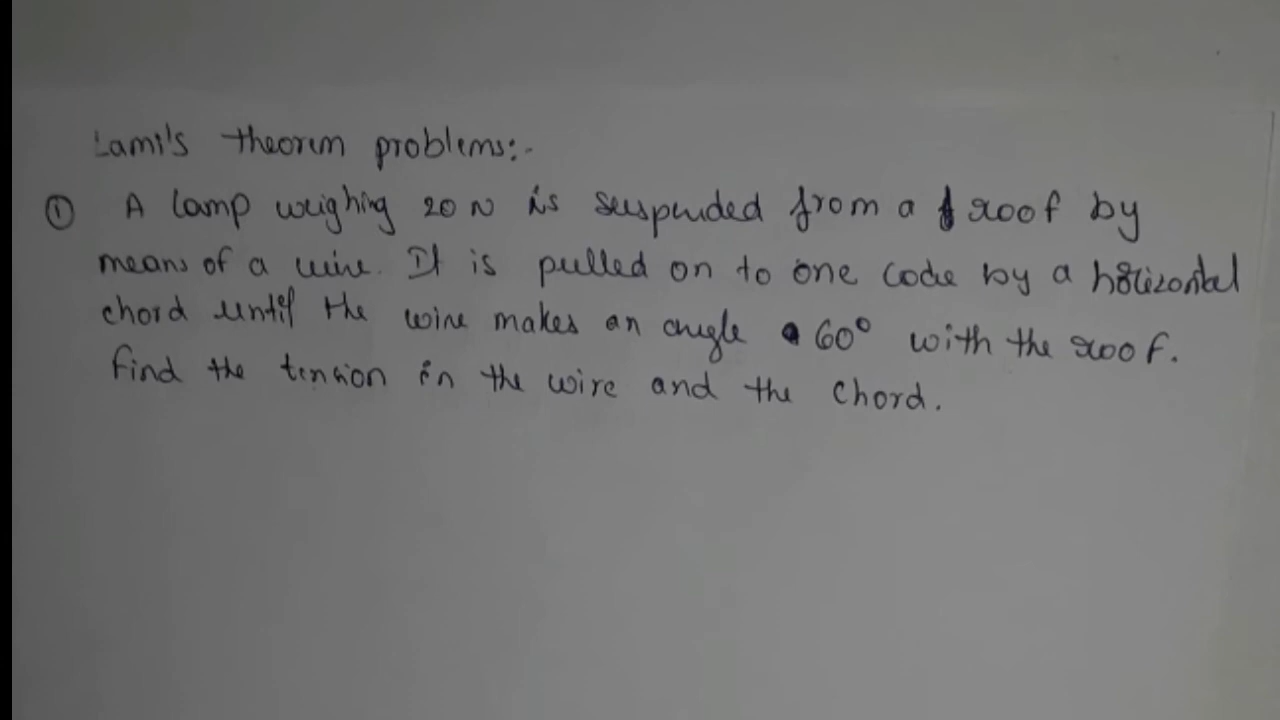 Lami's theorem problems:-
① A lamp weighing 20 N is suspended from a roof by
means of a wire. It is pulled on to one code by a horizontal
chord until the wire makes an angle 60° with the roof.
find the tension in the wire and the chord.